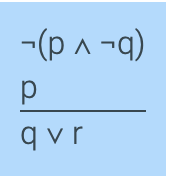 ¬(p ∧ ¬q)
p
q ∨ r